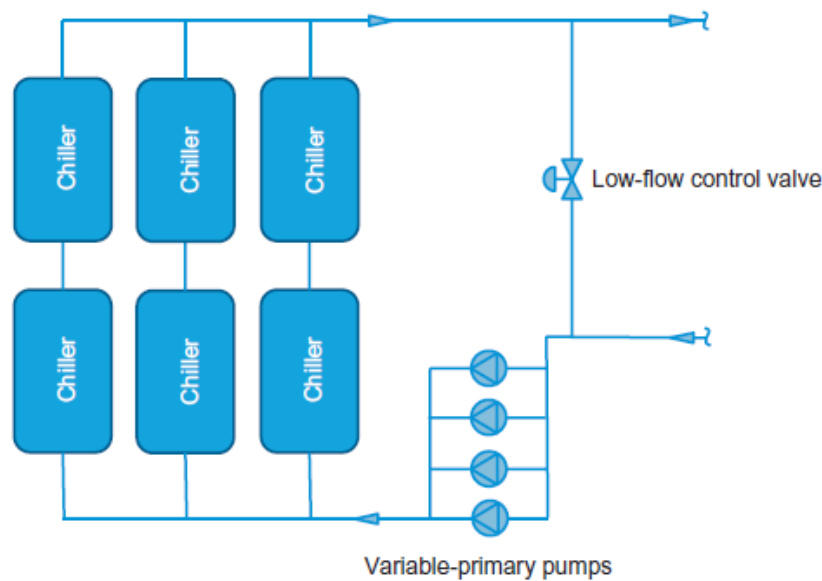 Chiller
Chiller
Chiller
Low-flow control valve
Chiller
Chiller
Chiller
Variable-primary pumps